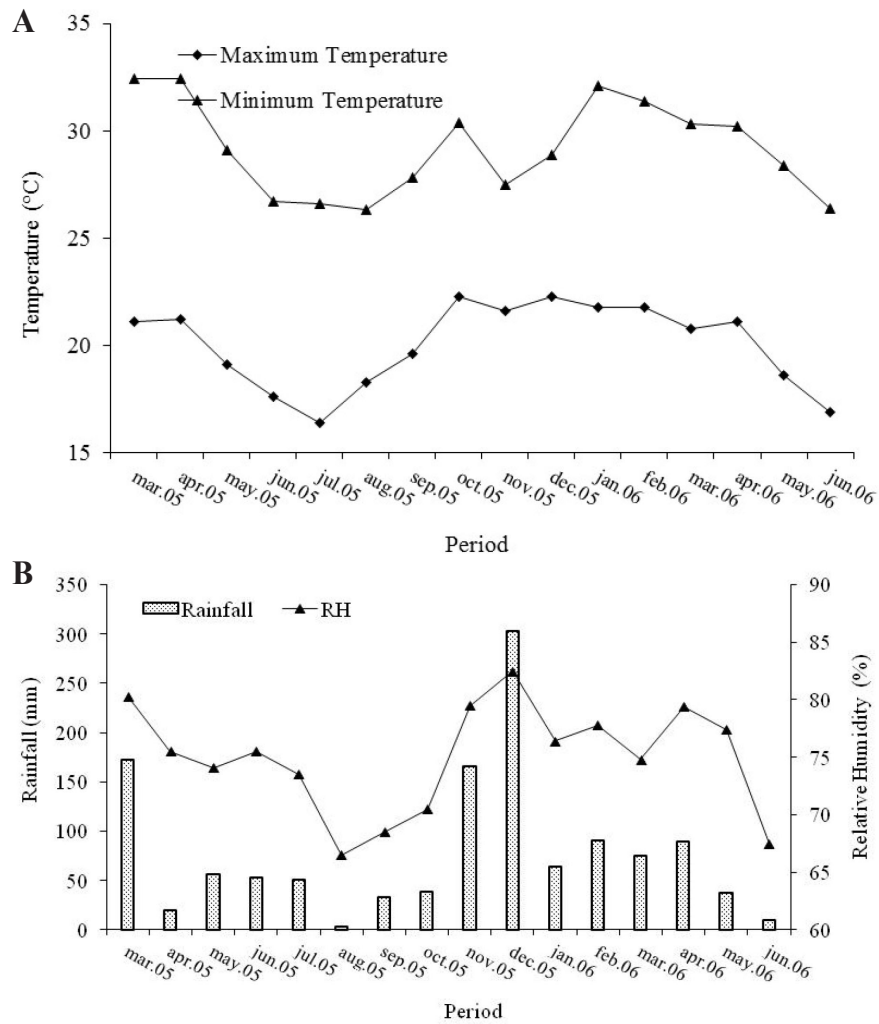 A
35
30
25
20
15
Temperature (°C)
Maximum Temperature
Minimum Temperature
mar.05 apr.05 may.05 jun.05 jul.05 aug.05 sep.05 oct.05 nov.05 dec.05 jan.06 feb.06 mar.06 apr.06 may.06 jun.06
Period
B
350
300
250
200
150
100
50
0
Rainfall (mm)
Rainfall RH
90
85
80
75
70
65
60
Relative Humidity (%)
mar.05 apr.05 may.05 jun.05 jul.05 aug.05 sep.05 oct.05 nov.05 dec.05 jan.06 feb.06 mar.06 apr.06 may.06 jun.06
Period